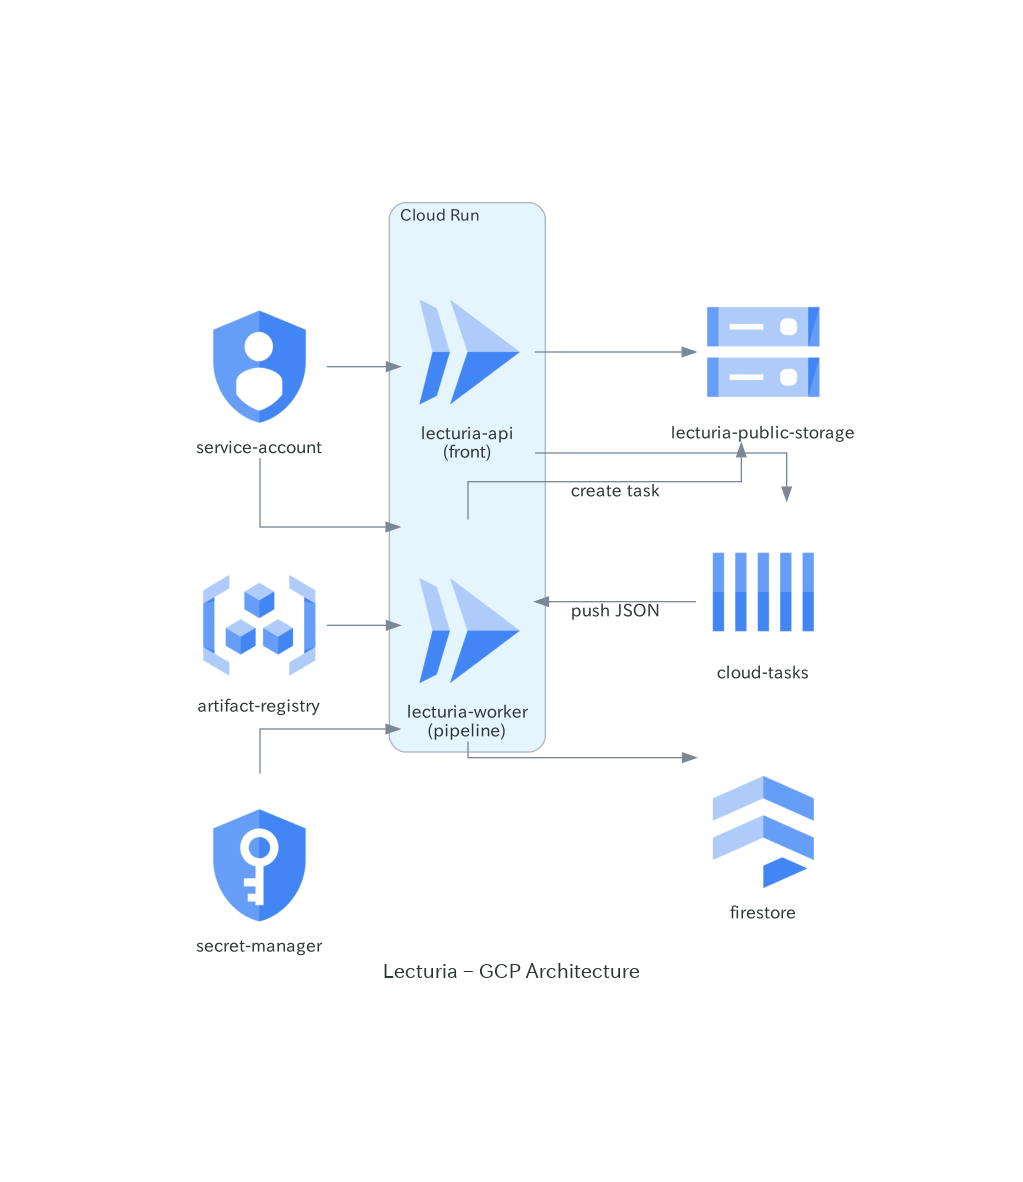 Cloud Run
lecturia-api
(front)
service-account
lecturia-public-storage
create task
push JSON
cloud-tasks
artifact-registry
lecturia-worker
(pipeline)
firestore
secret-manager
Lecturia – GCP Architecture